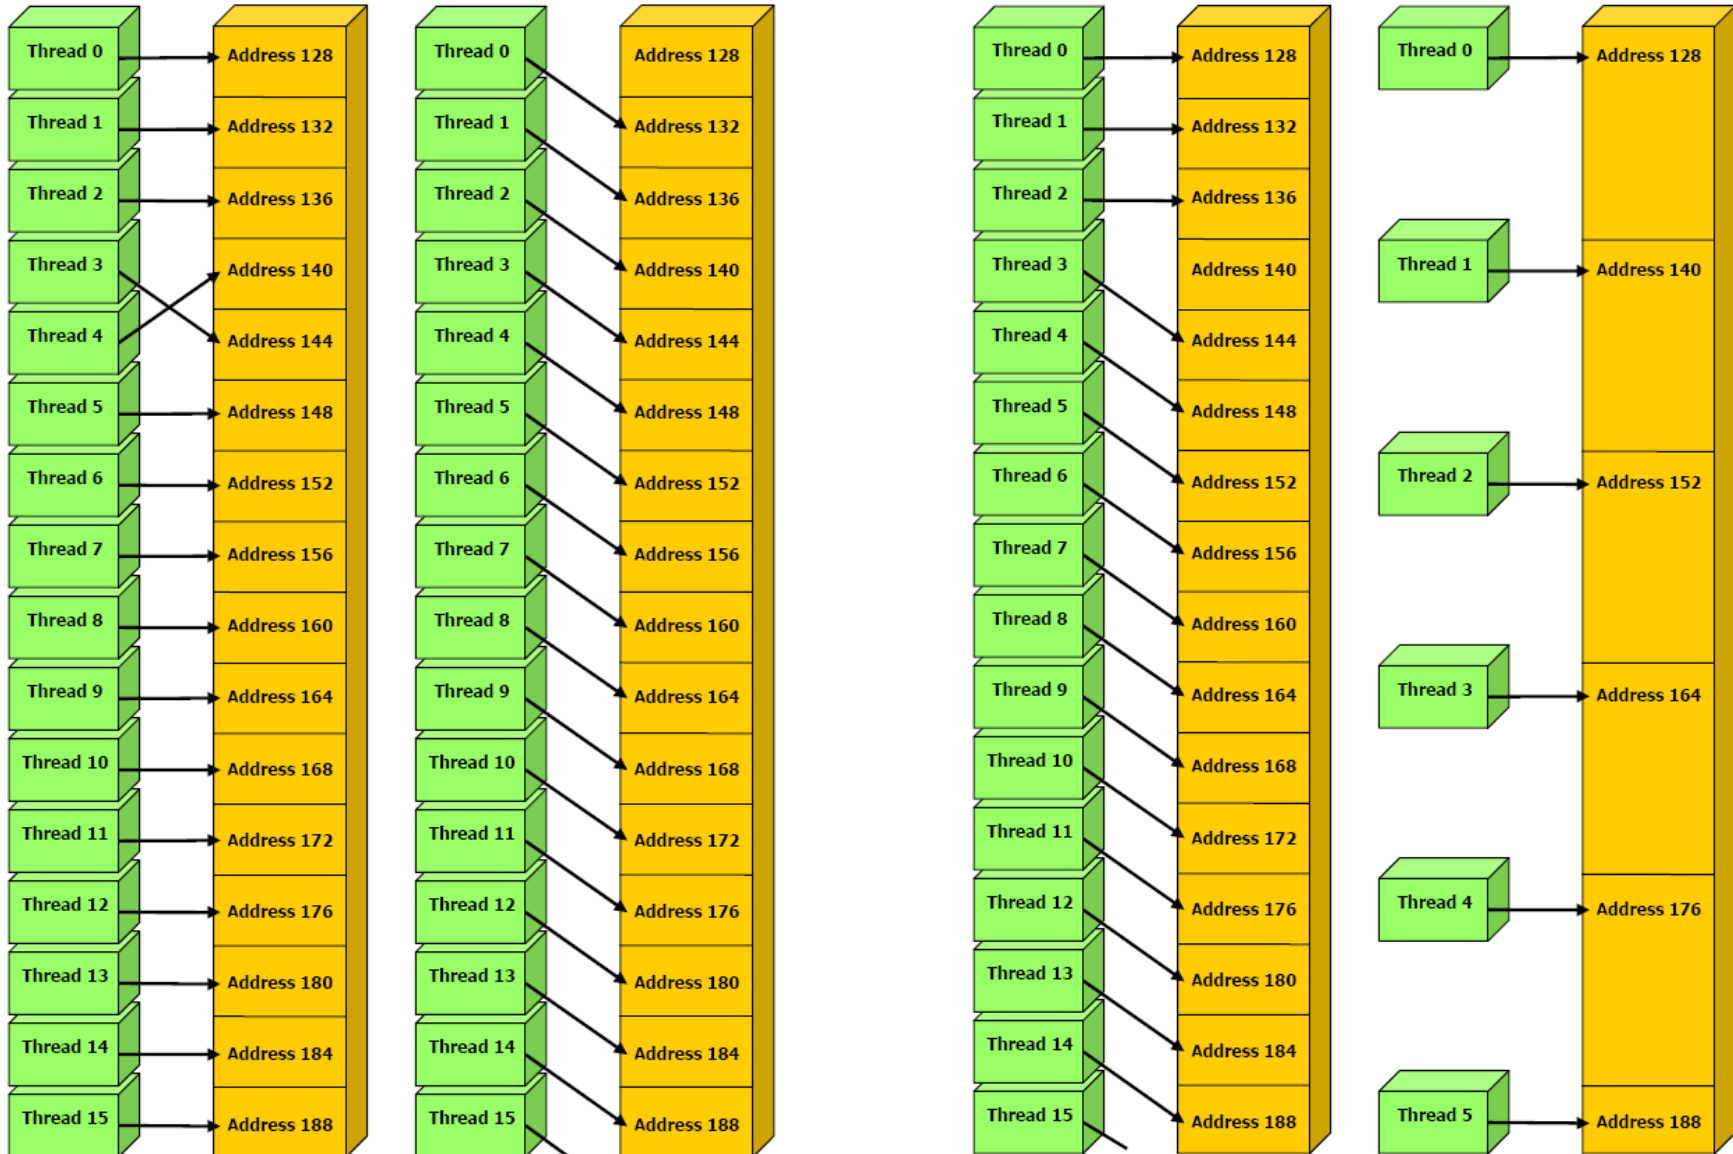 Thread 0
Thread 1
Thread 2
Thread 3
Thread 4
Thread 5
Thread 6
Thread 7
Thread 8
Thread 9
Thread 10
Thread 11
Thread 12
Thread 13
Thread 14
Thread 15
Address 128
Address 132
Address 136
Address 140
Address 144
Address 148
Address 152
Address 156
Address 160
Address 164
Address 168
Address 172
Address 176
Address 180
Address 184
Address 188
Thread 0
Thread 1
Thread 2
Thread 3
Thread 4
Thread 5
Thread 6
Thread 7
Thread 8
Thread 9
Thread 10
Thread 11
Thread 12
Thread 13
Thread 14
Thread 15
Address 128
Address 132
Address 136
Address 140
Address 144
Address 148
Address 152
Address 156
Address 160
Address 164
Address 168
Address 172
Address 176
Address 180
Address 184
Address 188
Thread 0
Thread 1
Thread 2
Thread 3
Thread 4
Thread 5
Thread 6
Thread 7
Thread 8
Thread 9
Thread 10
Thread 11
Thread 12
Thread 13
Thread 14
Thread 15
Address 128
Address 132
Address 136
Address 140
Address 144
Address 148
Address 152
Address 156
Address 160
Address 164
Address 168
Address 172
Address 176
Address 180
Address 184
Address 188
Thread 0
Thread 1
Thread 2
Thread 3
Thread 4
Thread 5
Address 128
Address 140
Address 152
Address 164
Address 176
Address 188